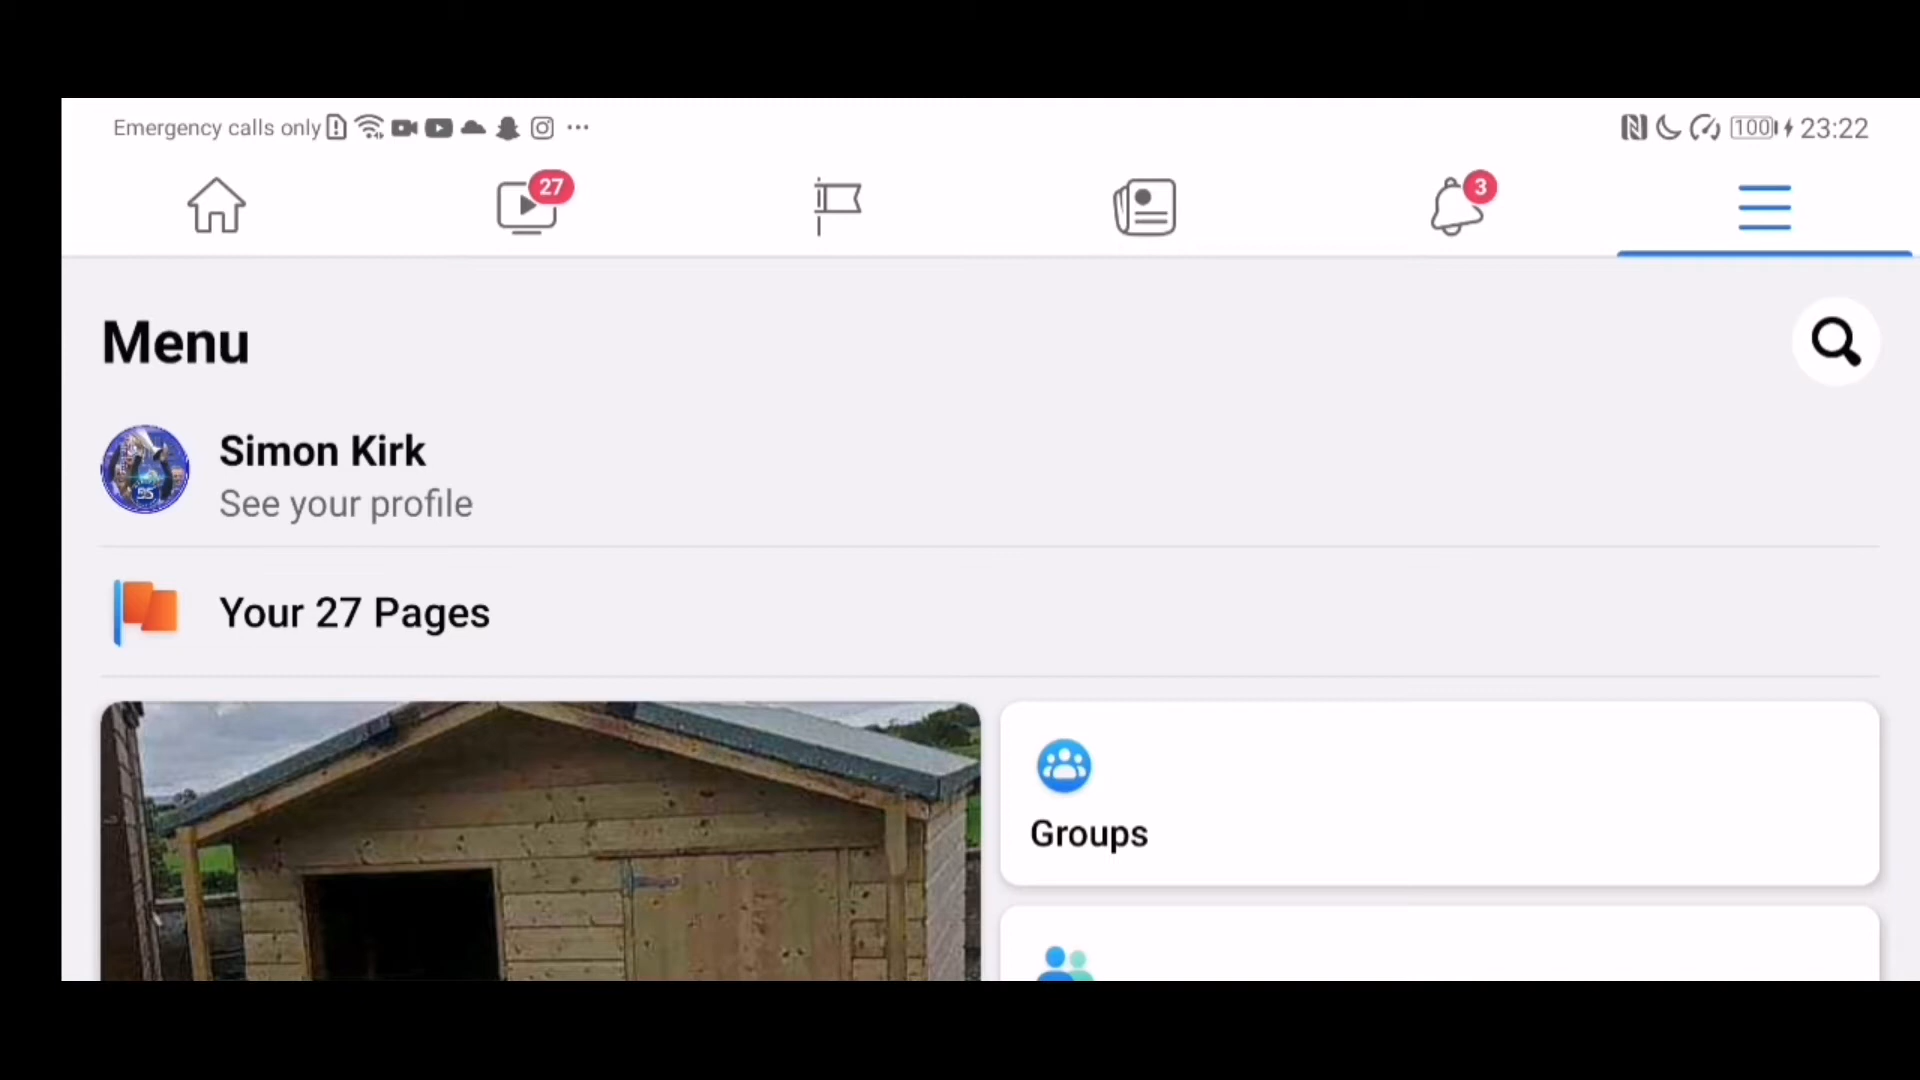 Emergency calls only
100 23:22
27
3
Menu
Simon Kirk
See your profile
Your 27 Pages
Groups